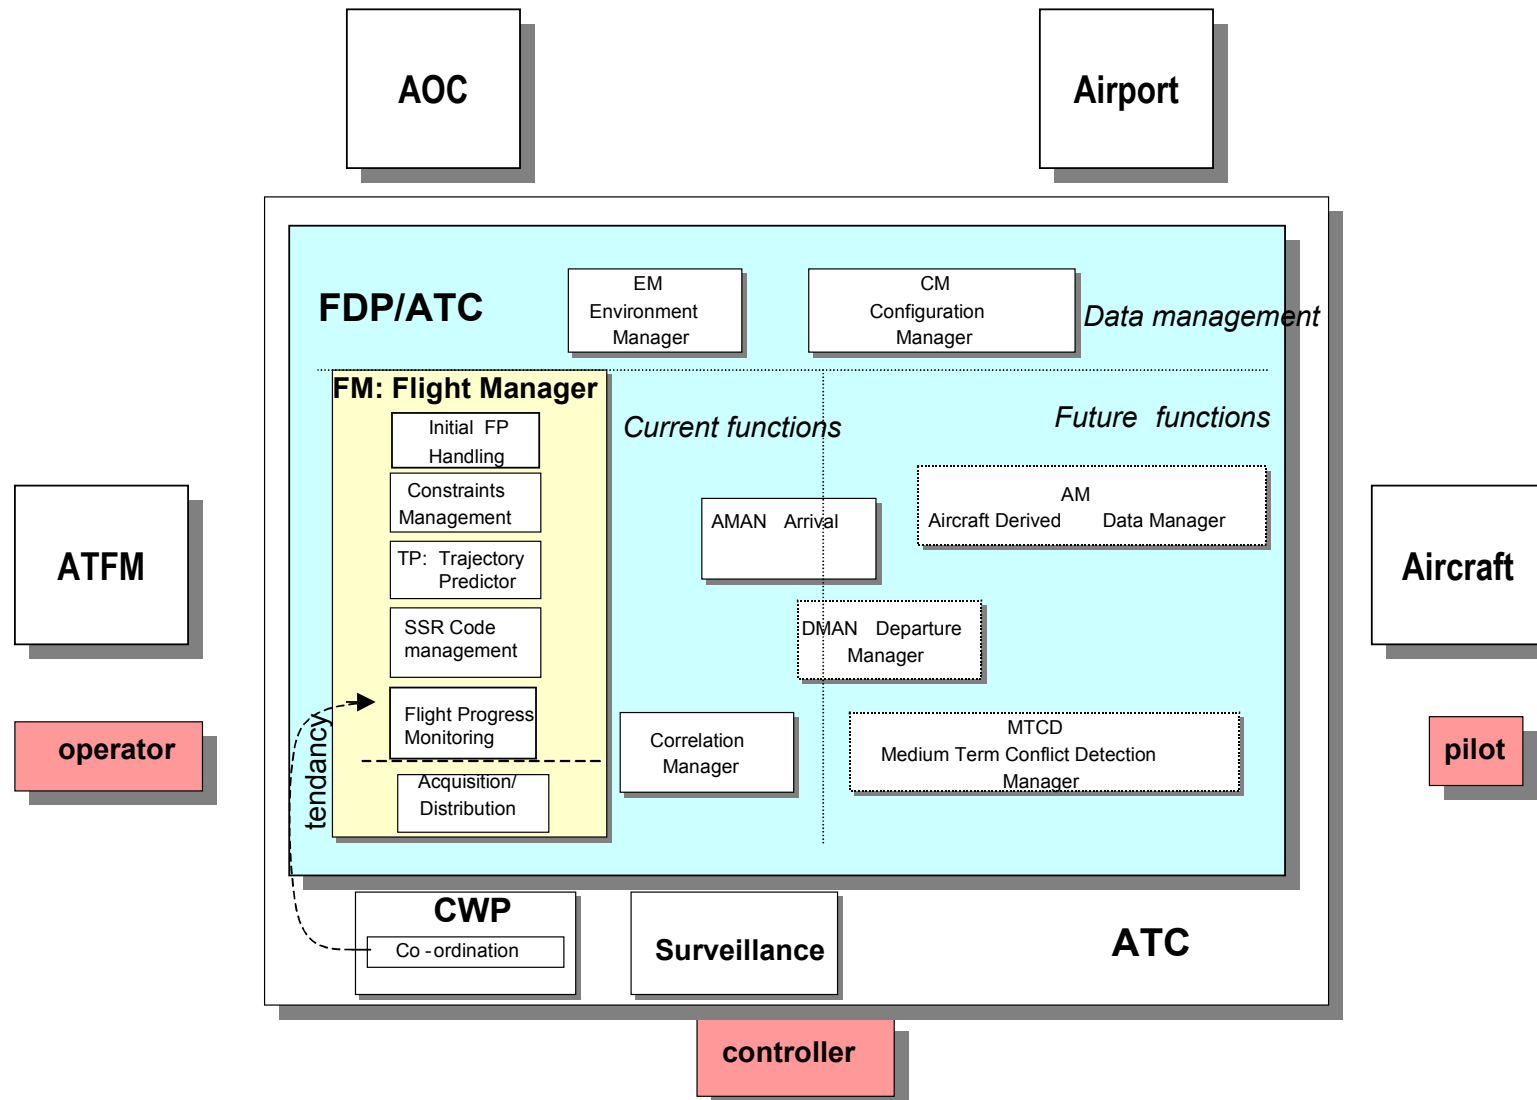 AOC
Airport
FDP/ATC
EM
Environment
Manager
CM
Configuration
Manager
Data management
FM: Flight Manager
Initial FP
Handling
Constraints
Management
TP: Trajectory
Predictor
SSR Code
management
Flight Progress
Monitoring
Acquisition/
Distribution
tendancy
Current functions
Future functions
AMAN Arrival
AM
Aircraft Derived Data Manager
DMAN Departure
Manager
Correlation
Manager
MTCD
Medium Term Conflict Detection
Manager
ATFM
operator
Aircraft
pilot
CWP
Co-ordination
Surveillance
ATC
controller